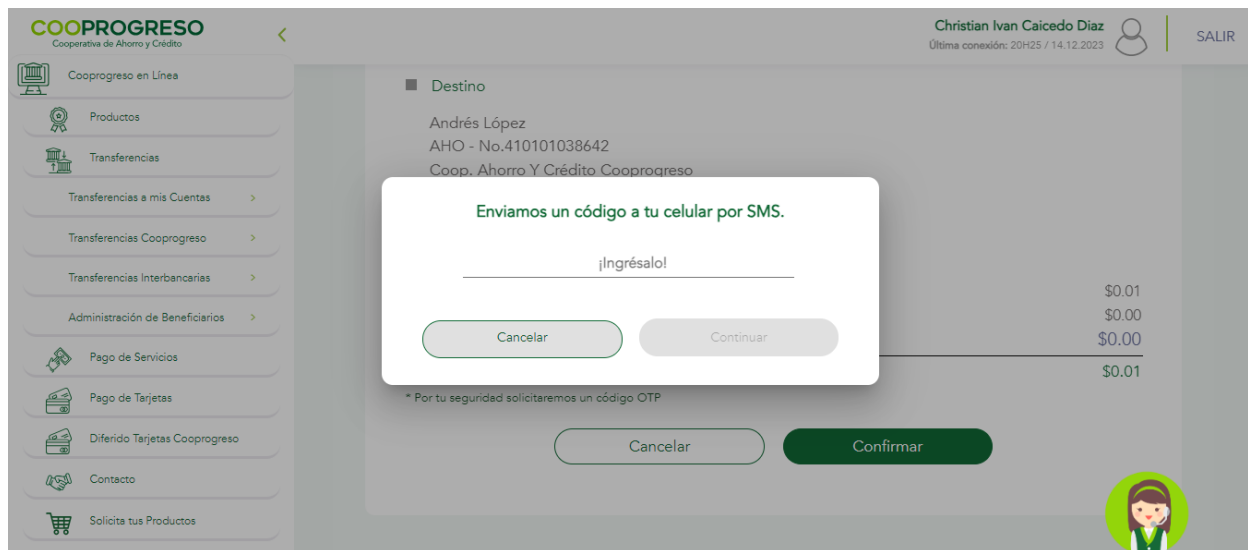 COOPROGRESO
Cooperativa de Ahorro y Crédito
Christian Ivan Caicedo Diaz
Última conexión: 20H25 / 14.12.2023
SALIR
Cooprogreso en Línea
Productos
Transferencias
Transferencias a mis Cuentas
Transferencias Cooprogreso
Transferencias Interbancarias
Administración de Beneficiarios
Pago de Servicios
Pago de Tarjetas
Diferido Tarjetas Cooprogreso
Contacto
Solicita tus Productos
Destino
Andrés López
AHO - No.410101038642
Coop. Ahorro Y Crédito Cooprogreso
Enviamos un código a tu celular por SMS.
¡Ingrésalo!
Cancelar
Continuar
$0.01
$0.00
$0.00
$0.01
* Por tu seguridad solicitaremos un código OTP
Cancelar
Confirmar